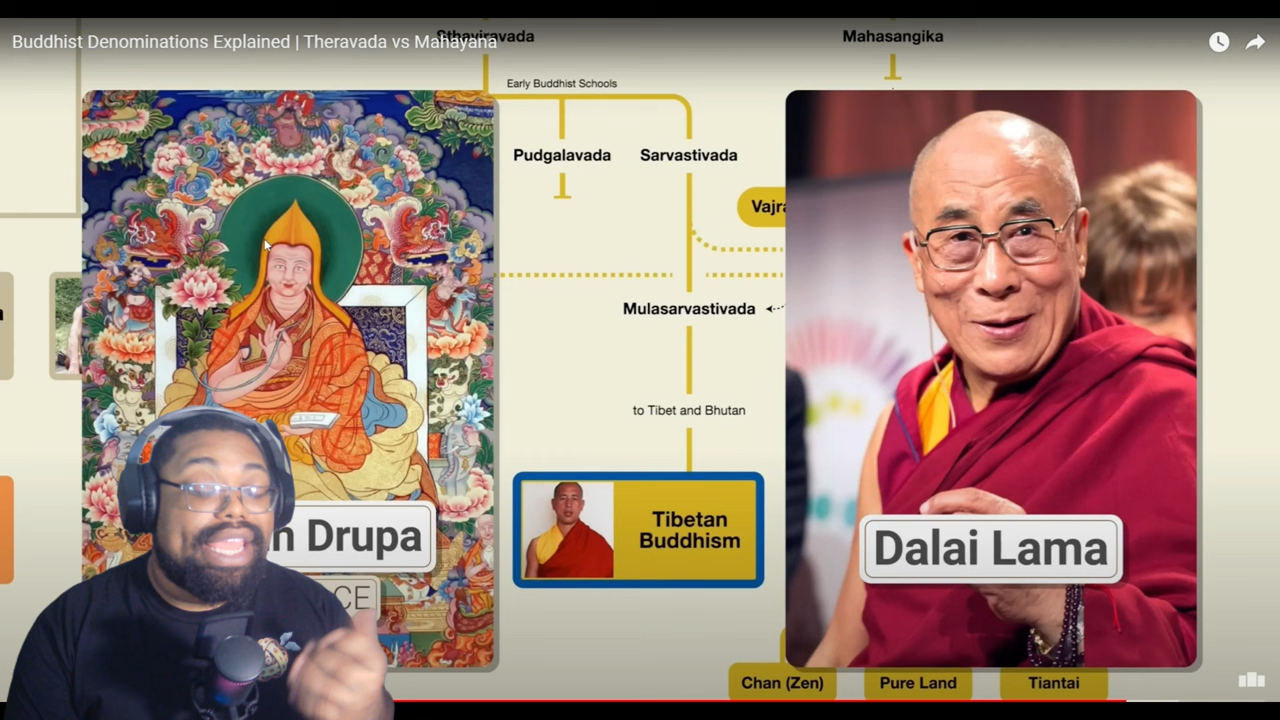 Buddhist Denominations Explained | Theravada vs Mahayana
Sthaviravada
Mahasangika
Early Buddhist Schools
Pudgalavada
Sarvastivada
Mulasarvastivada
to Tibet and Bhutan
Tibetan
Buddhism
Drupa
CE
Dalai Lama
Chan (Zen)
Pure Land
Tiantai